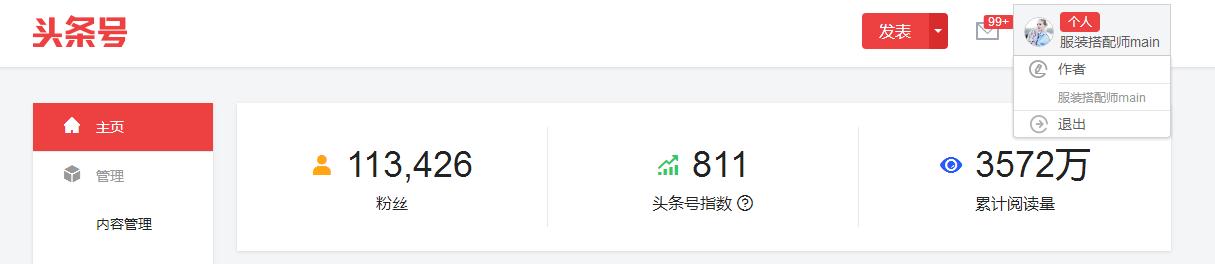 头条号
发表
99+
个人
服装搭配师main
作者
服装搭配师main
退出
主页
管理
内容管理
113,426
粉丝
811
头条号指数
3572万
累计阅读量